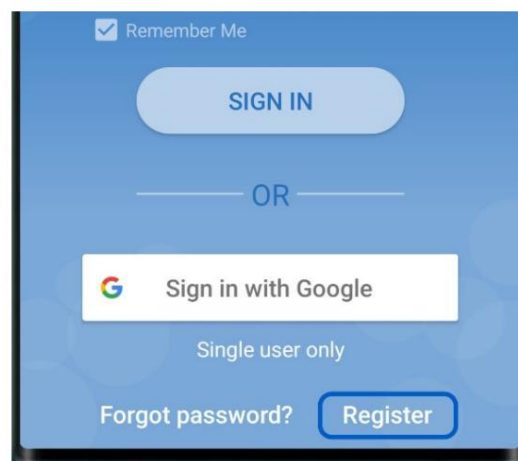 Remember Me
SIGN IN
OR
Sign in with Google
Single user only
Forgot password? Register